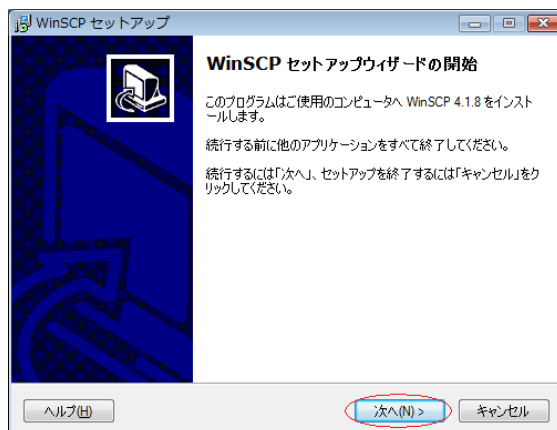 WinSCP セットアップ
WinSCP セットアップウィザードの開始
このプログラムはご使用のコンピュータへ WinSCP 4.1.8 をインスト
ールします。
続行する前に他のアプリケーションをすべて終了してください。
続行するには「次へ」、セットアップを終了するには「キャンセル」をク
リックしてください。
ヘルプ(H)
次へ(N) >
キャンセル